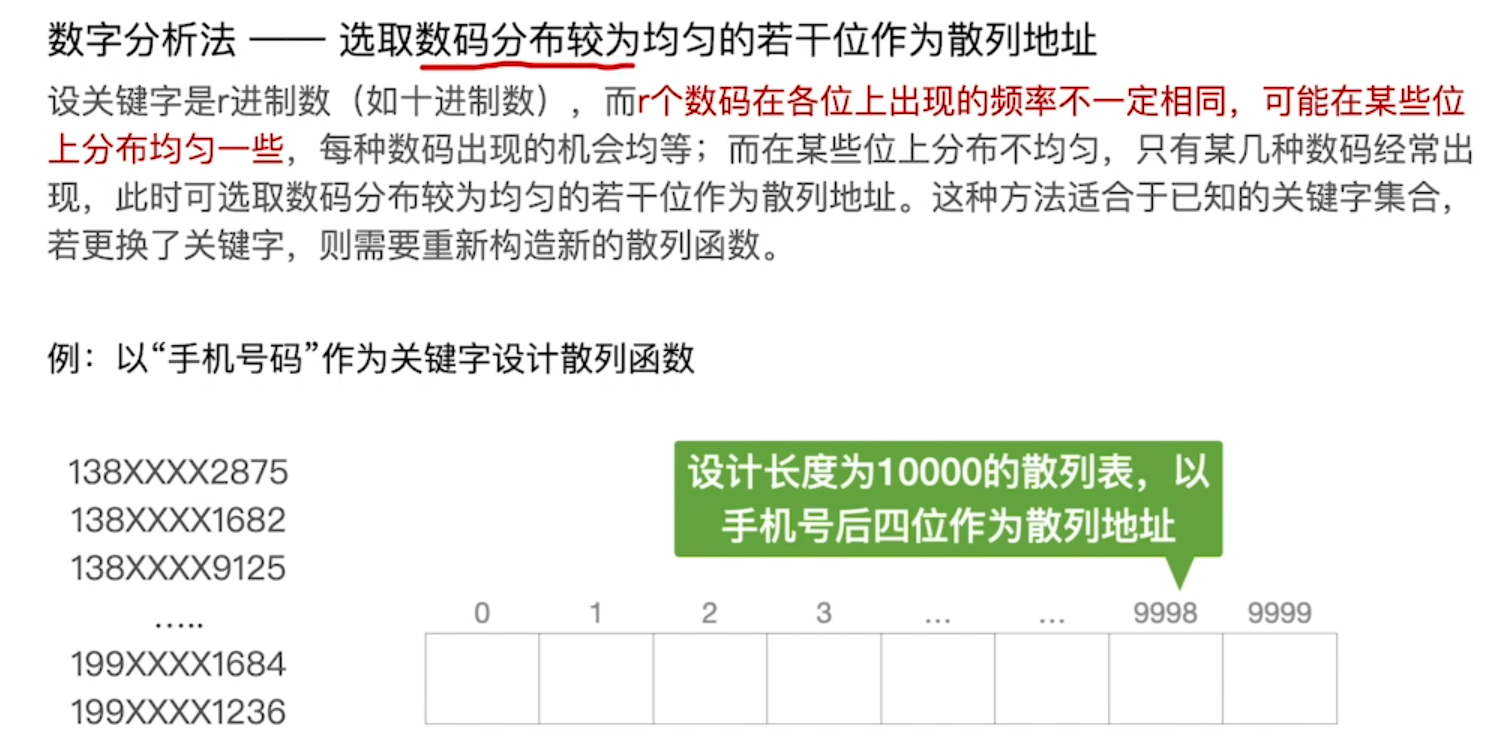 数字分析法 —— 选取数码分布较为均匀的若干位作为散列地址
设关键字是r进制数（如十进制数），而r个数码在各位上出现的频率不一定相同，可能在某些位
上分布均匀一些，每种数码出现的机会均等；而在某些位上分布不均匀，只有某几种数码经常出
现，此时可选取数码分布较为均匀的若干位作为散列地址。这种方法适合于已知的关键字集合，
若更换了关键字，则需要重新构造新的散列函数。
例：以“手机号码”作为关键字设计散列函数
138XXXX2875
138XXXX1682
138XXXX9125
…..
199XXXX1684
199XXXX1236
设计长度为10000的散列表，以
手机号后四位作为散列地址
0 1 2 3 … … 9998 9999